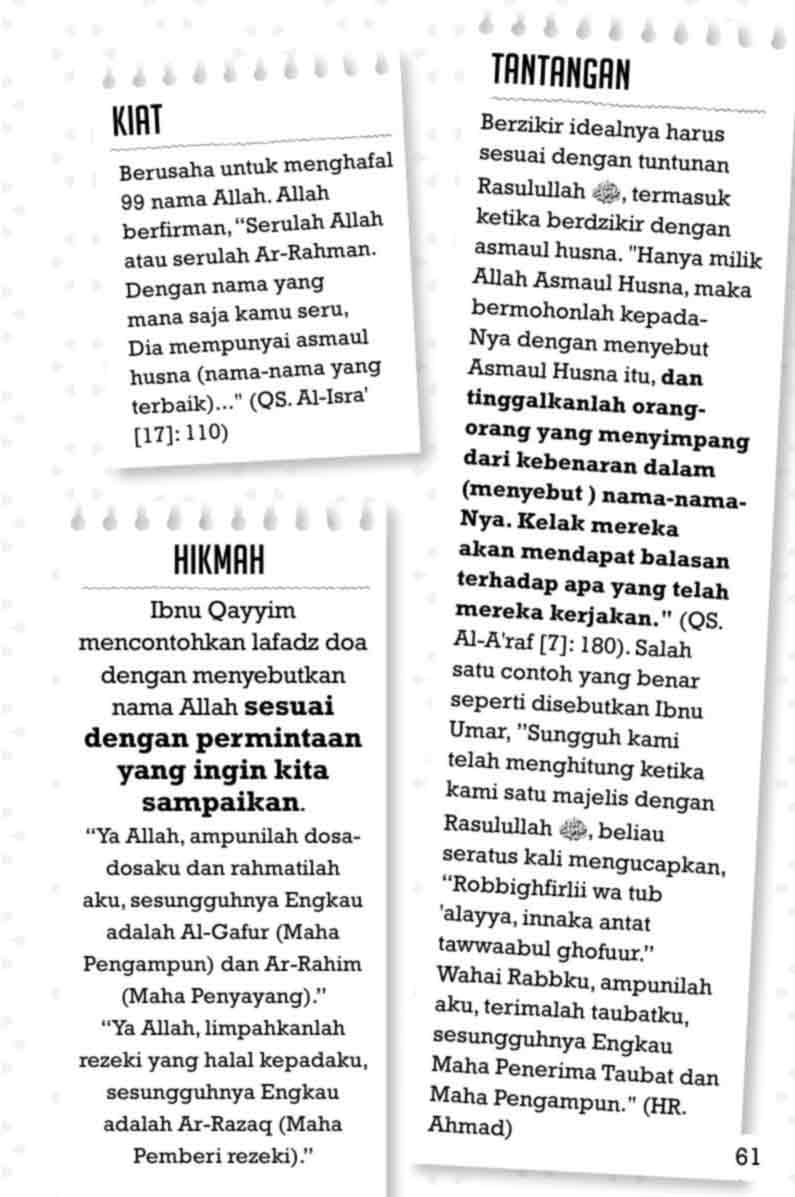 KIAT
Berusaha untuk menghafal
99 nama Allah. Allah
berfirman, “Serulah Allah
atau serulah Ar-Rahman.
Dengan nama yang
mana saja kamu seru,
Dia mempunyai asmaul
husna (nama-nama yang
terbaik)...” (QS. Al-Isra’
[17]: 110)
HIKMAH
Ibnu Qayyim
mencontohkan lafadz doa
dengan menyebutkan
nama Allah sesuai
dengan permintaan
yang ingin kita
sampaikan.
“Ya Allah, ampunilah dosa-
dosaku dan rahmatilah
aku, sesungguhnya Engkau
adalah Al-Gafur (Maha
Pengampun) dan Ar-Rahim
(Maha Penyayang).”
“Ya Allah, limpahkanlah
rezeki yang halal kepadaku,
sesungguhnya Engkau
adalah Ar-Razaq (Maha
Pemberi rezeki).”
TANTANGAN
Berzikir idealnya harus
sesuai dengan tuntunan
Rasulullah ﷺ, termasuk
ketika berdzikir dengan
asmaul husna. "Hanya milik
Allah Asmaul Husna, maka
bermohonlah kepada-
Nya dengan menyebut
Asmaul Husna itu, dan
tinggalkanlah orang-
orang yang menyimpang
dari kebenaran dalam
(menyebut ) nama-nama-
Nya. Kelak mereka
akan mendapat balasan
terhadap apa yang telah
mereka kerjakan." (QS.
Al-A'raf [7]: 180). Salah
satu contoh yang benar
seperti disebutkan Ibnu
Umar, ”Sungguh kami
telah menghitung ketika
kami satu majelis dengan
Rasulullah ﷺ, beliau
seratus kali mengucapkan,
“Robbighfirlii wa tub
'alayya, innaka antat
tawwaabul ghofuur.”
Wahai Rabbku, ampunilah
aku, terimalah taubatku,
sesungguhnya Engkau
Maha Penerima Taubat dan
Maha Pengampun." (HR.
Ahmad)
61